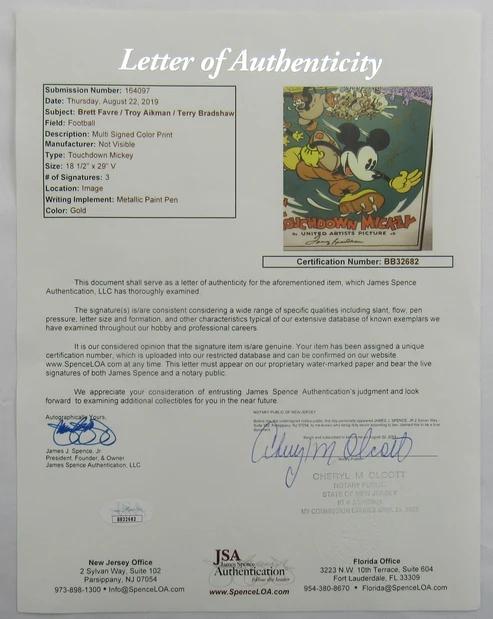 Letter of Authenticity
Submission Number: 164097
Date: Thursday, August 22, 2019
Subject: Brett Favre / Troy Aikman / Terry Bradshaw
Field: Football
Description: Multi Signed Color Print
Manufacturer: Not Visible
Type: Touchdown Mickey
Size: 18 1/2" x 29" V
# of Signatures: 3
Location: Image
Writing Implement: Metallic Paint Pen
Color: Gold
TOUCHDOWN MICKEY
UNITED ARTISTS PICTURE
Certification Number: BB32682
This document shall serve as a letter of authenticity for the aforementioned item, which James Spence
Authentication, LLC has thoroughly examined.
The signature(s) is/are consistent considering a wide range of specific qualities including slant, flow, pen
pressure, letter size and formation, and other characteristics typical of our extensive database of known exemplars we
have examined throughout our hobby and professional careers.
It is our considered opinion that the signature item is/are genuine. Your item has been assigned a unique
certification number, which is uploaded into our restricted database and can be confirmed on our website
www.SpenceLOA.com at any time. This letter must appear on our proprietary water-marked paper and bear the live
signatures of both James Spence and a notary public.
We appreciate your consideration of entrusting James Spence Authentication's judgment and look
forward to examining additional collectibles for you in the near future.
Autographically Yours,
NOTARY PUBLIC OF NEW JERSEY
Cheryl M Olcott
James J. Spence, Jr
President, Founder, & Owner
James Spence Authentication, LLC
CHERYL M OLCOTT
NOTARY PUBLIC
STATE OF NEW JERSEY
MY COMMISSION EXPIRES
BB32682
JSA
James Spence
Authentication
follow the leader
www.SpenceLOA.com
New Jersey Office
2 Sylvan Way, Suite 102
Parsippany, NJ 07054
973-898-1300 * Info@SpenceLOA.com
Florida Office
3223 N.W. 10th Terrace, Suite 604
Fort Lauderdale, FL 33309
954-380-8670 * Florida@SpenceLOA.com